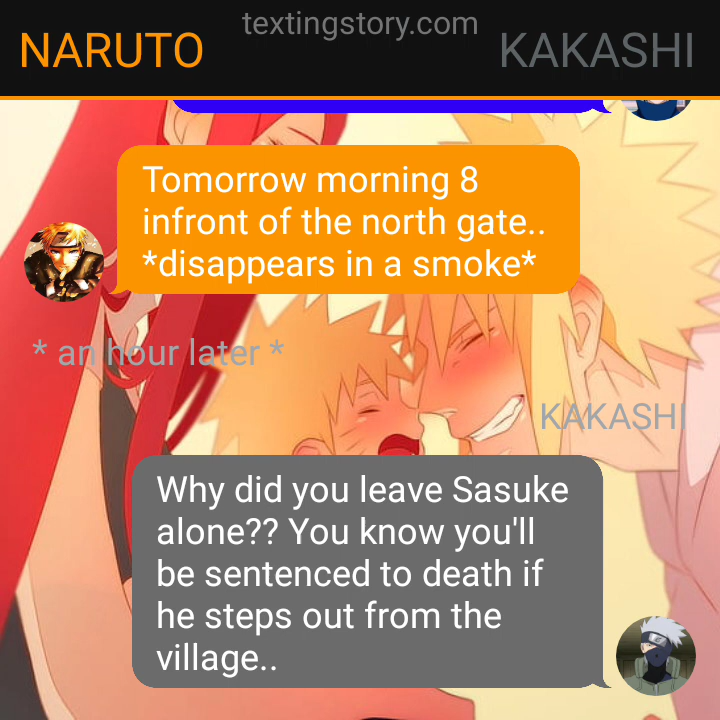 textingstory.com
NARUTO
KAKASHI
Tomorrow morning 8
infront of the north gate..
*disappears in a smoke*
* an hour later *
KAKASHI
Why did you leave Sasuke
alone?? You know you'll
be sentenced to death if
he steps out from the
village..